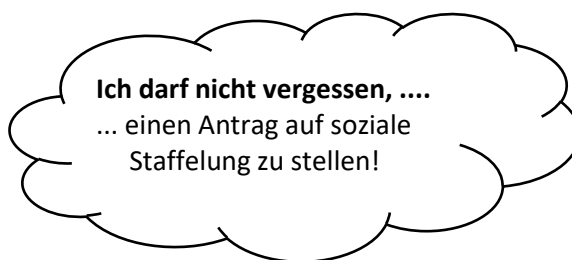 Ich darf nicht vergessen, ....
... einen Antrag auf soziale
Staffelung zu stellen!